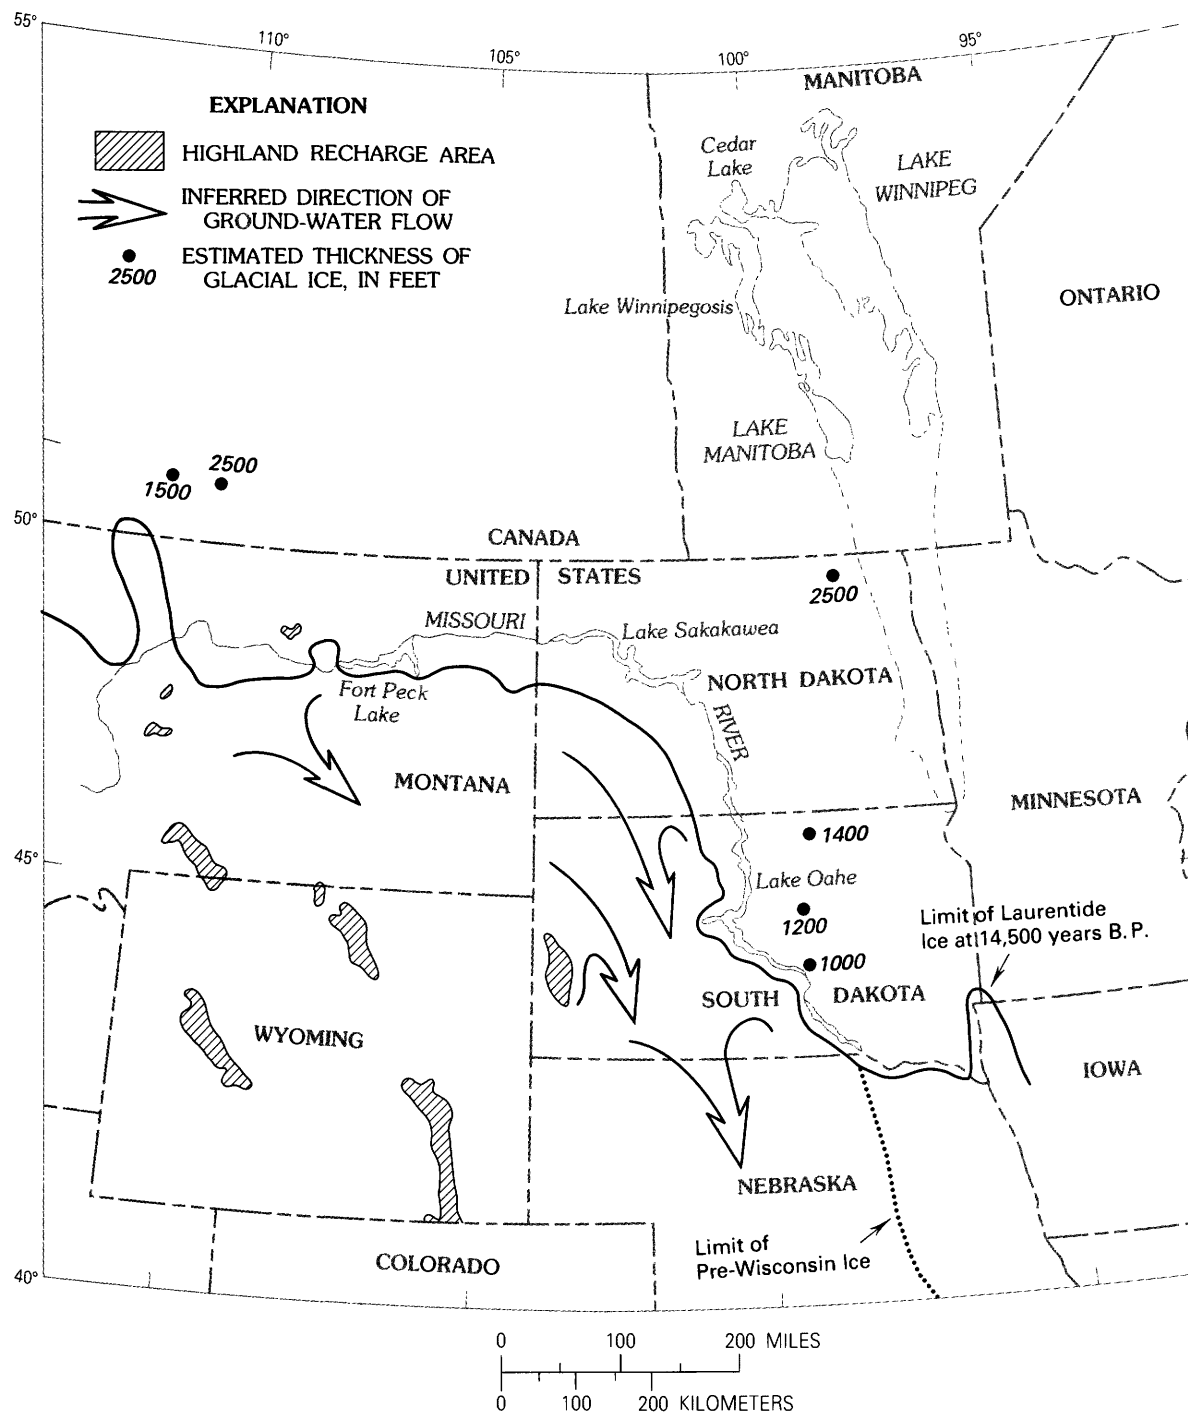 55°
110°
105°
100°
95°
MANITOBA
EXPLANATION
HIGHLAND RECHARGE AREA
INFERRED DIRECTION OF
GROUND-WATER FLOW
ESTIMATED THICKNESS OF
2500
GLACIAL ICE, IN FEET
Cedar
Lake
LAKE
WINNIPEG
Lake Winnipegosis
ONTARIO
LAKE
MANITOBA
2500
1500
50°
CANADA
UNITED STATES
2500
MISSOURI
Lake Sakakawea
NORTH DAKOTA
Fort Peck
Lake
RIVER
MONTANA
MINNESOTA
1400
45°
Lake Oahe
1200
Limit of Laurentide
Ice at 14,500 years B.P.
1000
SOUTH DAKOTA
WYOMING
IOWA
NEBRASKA
Limit of
Pre-Wisconsin Ice
COLORADO
40°
0 100 200 MILES
0 100 200 KILOMETERS